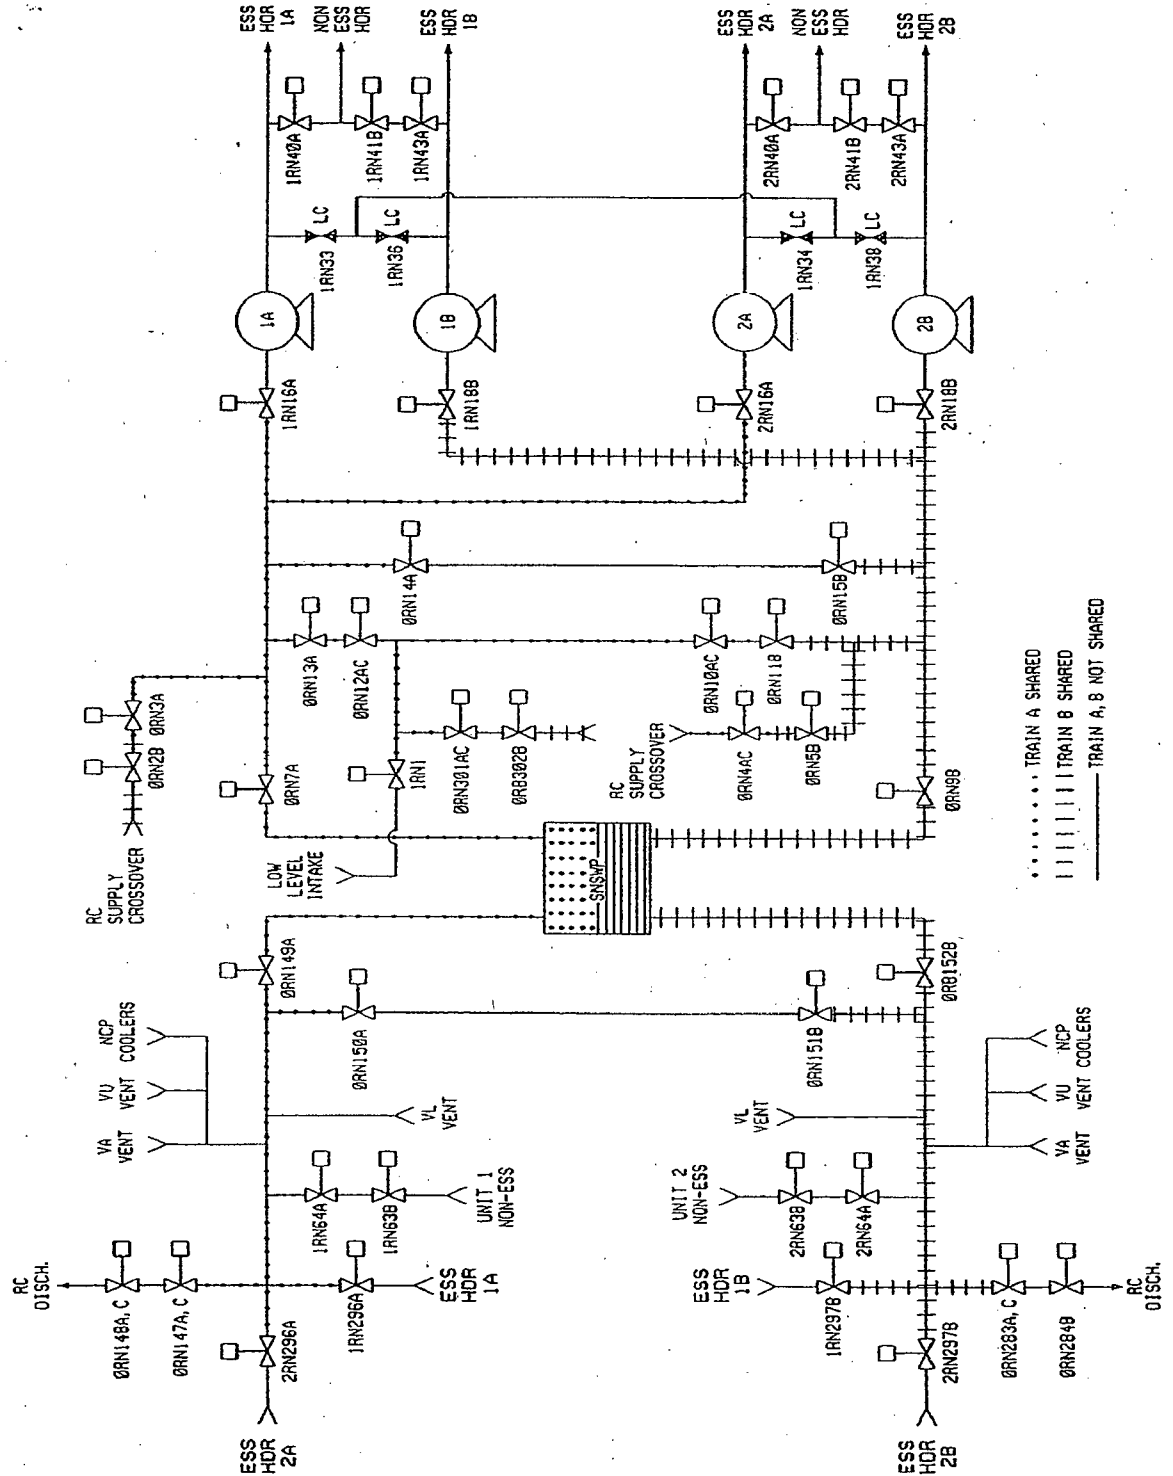 ESS
HDR
1A
NON
ESS
HDR
ESS
HDR
1B
ESS
HDR
2A
NON
ESS
HDR
ESS
HDR
2B
1RN40A
1RN41B
1RN43A
2RN40A
2RN41B
2RN43A
LC
1RN33
LC
1RN36
LC
1RN34
LC
1RN38
1A
1B
2A
2B
1RN16A
1RN18B
2RN16A
2RN18B
0RN14A
0RN15B
0RN13A
0RN12AC
0RN10AC
0RN11B
0RN3A
0RN2B
RC
SUPPLY
CROSSOVER
0RN7A
0RN301AC
0RB302B
1RN1
RC
SUPPLY
CROSSOVER
0RN4AC
0RN5B
0RN9B
LOW
LEVEL
INTAKE
SNSWP
TRAIN A SHARED
TRAIN B SHARED
TRAIN A, B NOT SHARED
0RN149A
0RB152B
0RN150A
0RN151B
NCP
COOLERS
VU
VENT
VA
VENT
VL
VENT
VL
VENT
NCP
COOLERS
VU
VENT
VA
VENT
1RN64A
1RN63B
UNIT 1
NON-ESS
UNIT 2
NON-ESS
2RN63B
2RN64A
RC
DISCH.
0RN148A, C
0RN147A, C
1RN296A
ESS
HDR
1A
ESS
HDR
1B
1RN297B
0RN283A, C
0RN284B
RC
DISCH.
2RN296A
2RN297B
ESS
HDR
2A
ESS
HDR
2B